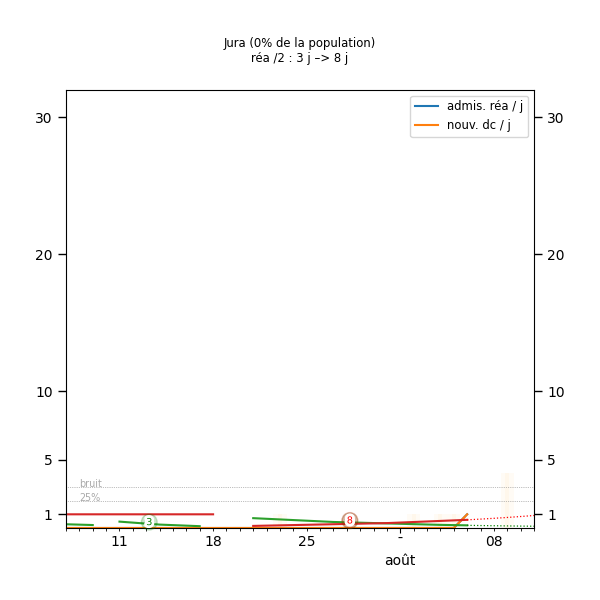 Jura (0% de la population)
réa /2 : 3 j –> 8 j
admis. réa / j
nouv. dc / j
30 30
20 20
10 10
5 5
bruit
25%
1 3 8 1
11 18 25 - 08
août